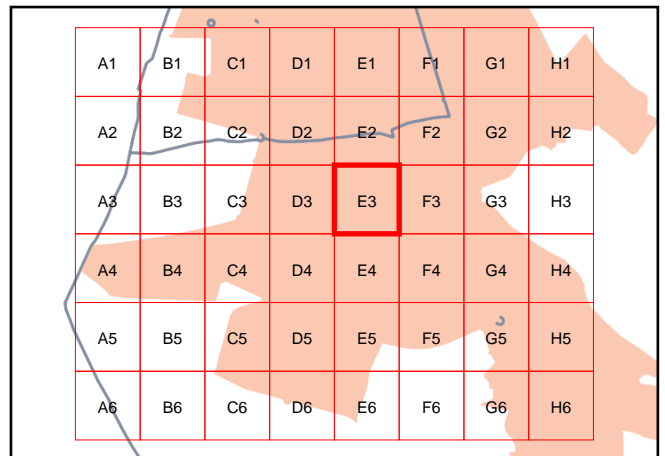 A1 B1 C1 D1 E1 F1 G1 H1
A2 B2 C2 D2 E2 F2 G2 H2
A3 B3 C3 D3 E3 F3 G3 H3
A4 B4 C4 D4 E4 F4 G4 H4
A5 B5 C5 D5 E5 F5 G5 H5
A6 B6 C6 D6 E6 F6 G6 H6